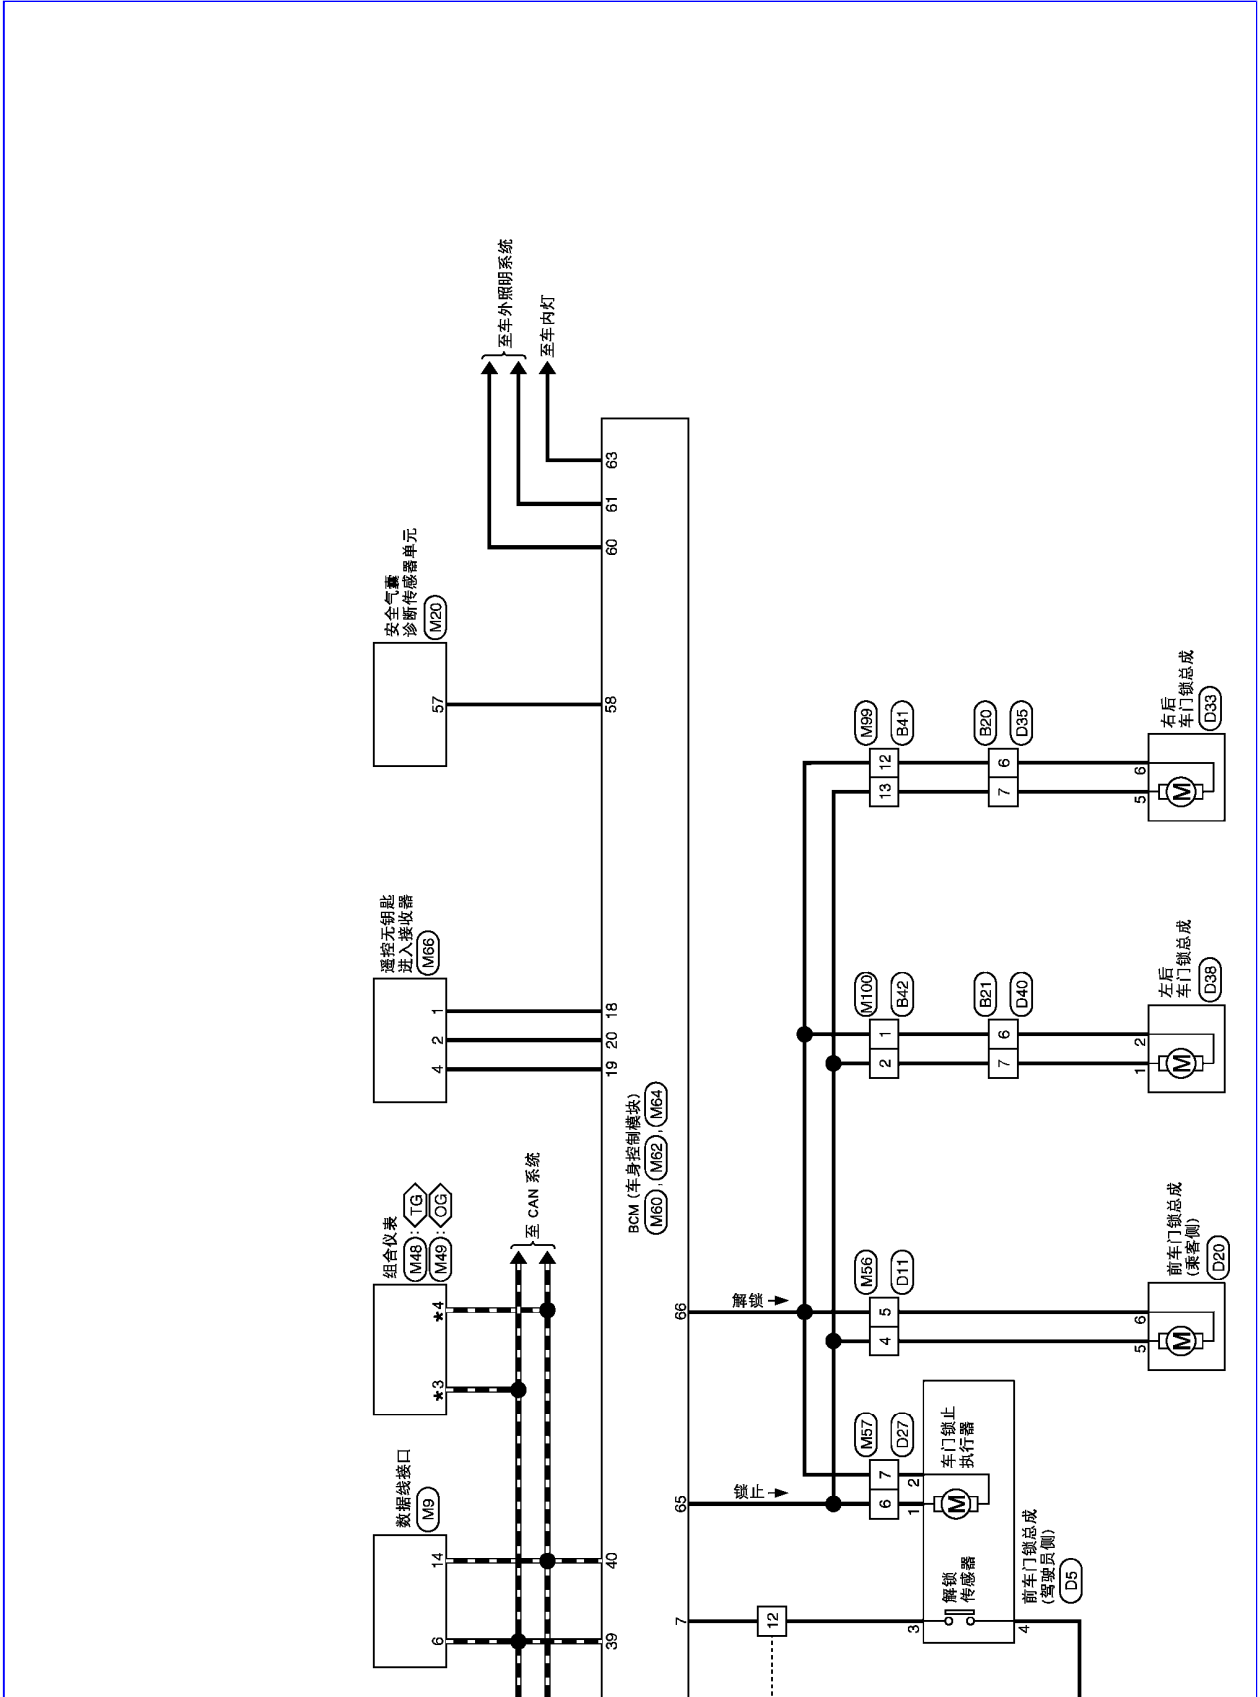 至车外照明系统
至车内灯
63
61
60
安全气囊
诊断传感器单元
M20
57
58
遥控无钥匙
进入接收器
M66
1
2
4
18
20
19
BCM (车身控制模块)
M60 , M62 , M64
组合仪表
M48 : TG
M49 : OG
*4
*3
至 CAN 系统
数据线接口
M9
14
6
40
39
66
解锁
65
锁止
7
12
M99
B41
12
13
B20
D35
6
7
右后
车门锁总成
D33
6
5
M100
B42
1
2
B21
D40
6
7
左后
车门锁总成
D38
2
1
M56
D11
5
4
前车门锁总成
(乘客侧)
D20
6
5
M57
D27
7
6
2
1
车门锁止
执行器
解锁
传感器
3
4
前车门锁总成
(驾驶员侧)
D5
M
M
M
M